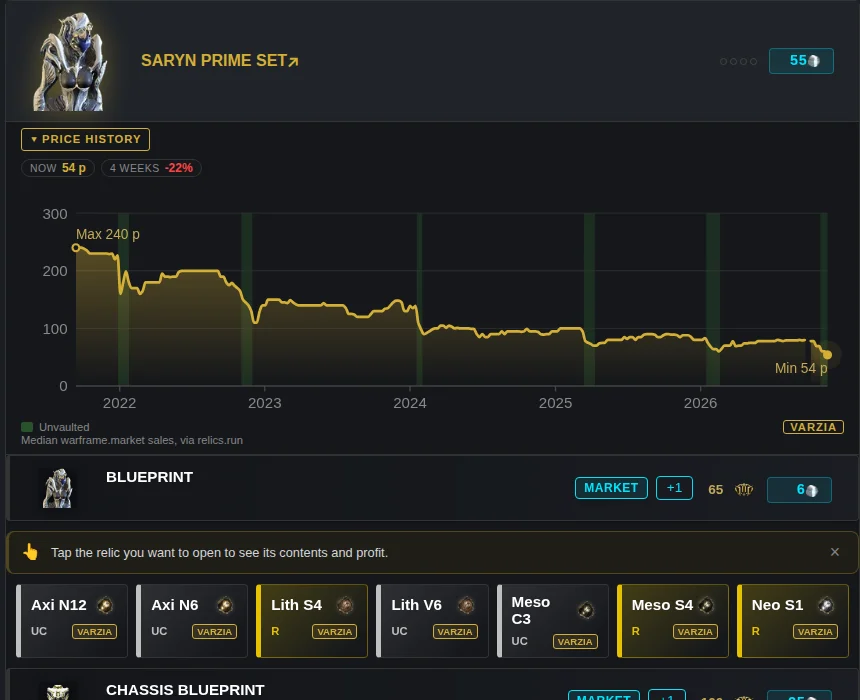 SARYN PRIME SET↗
55
▼ PRICE HISTORY
NOW 54 p
4 WEEKS -22%
300
Max 240 p
200
100
Min 54 p
0
2022 2023 2024 2025 2026
Unvaulted
VARZIA
Median warframe.market sales, via relics.run
BLUEPRINT
MARKET +1 65 6
Tap the relic you want to open to see its contents and profit. ×
Axi N12
UC VARZIA
Axi N6
UC VARZIA
Lith S4
R VARZIA
Lith V6
UC VARZIA
Meso
C3
UC VARZIA
Meso S4
R VARZIA
Neo S1
R VARZIA
CHASSIS BLUEPRINT
MARKET +1